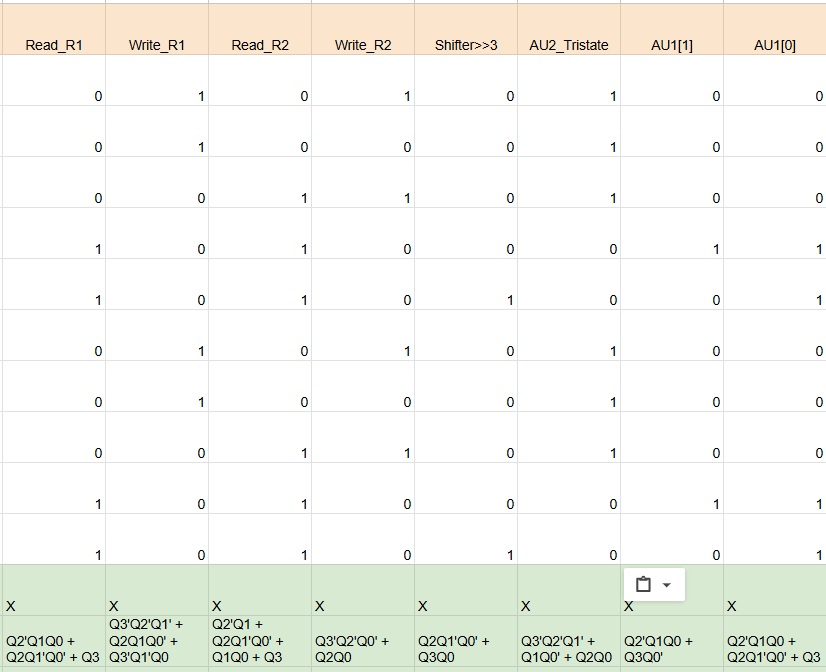 Read_R1 Write_R1 Read_R2 Write_R2 Shifter>>3 AU2_Tristate AU1[1] AU1[0]
0 1 0 1 0 1 0 0
0 1 0 0 0 1 0 0
0 0 1 1 0 1 0 0
1 0 1 0 0 0 1 1
1 0 1 0 1 0 0 1
0 1 0 1 0 1 0 0
0 1 0 0 0 1 0 0
0 0 1 1 0 1 0 0
1 0 1 0 0 0 1 1
1 0 1 0 1 0 0 1
X X X X X X X X
Q2'Q1Q0 +
Q2Q1'Q0' + Q3
Q3'Q2'Q1' +
Q2Q1Q0' +
Q3'Q1'Q0
Q2'Q1 +
Q2Q1'Q0' +
Q1Q0 + Q3
Q3'Q2'Q0' +
Q2Q0
Q2Q1'Q0' +
Q3Q0
Q3'Q2'Q1' +
Q1Q0' + Q2Q0
Q2'Q1Q0 +
Q3Q0'
Q2'Q1Q0 +
Q2Q1'Q0' + Q3